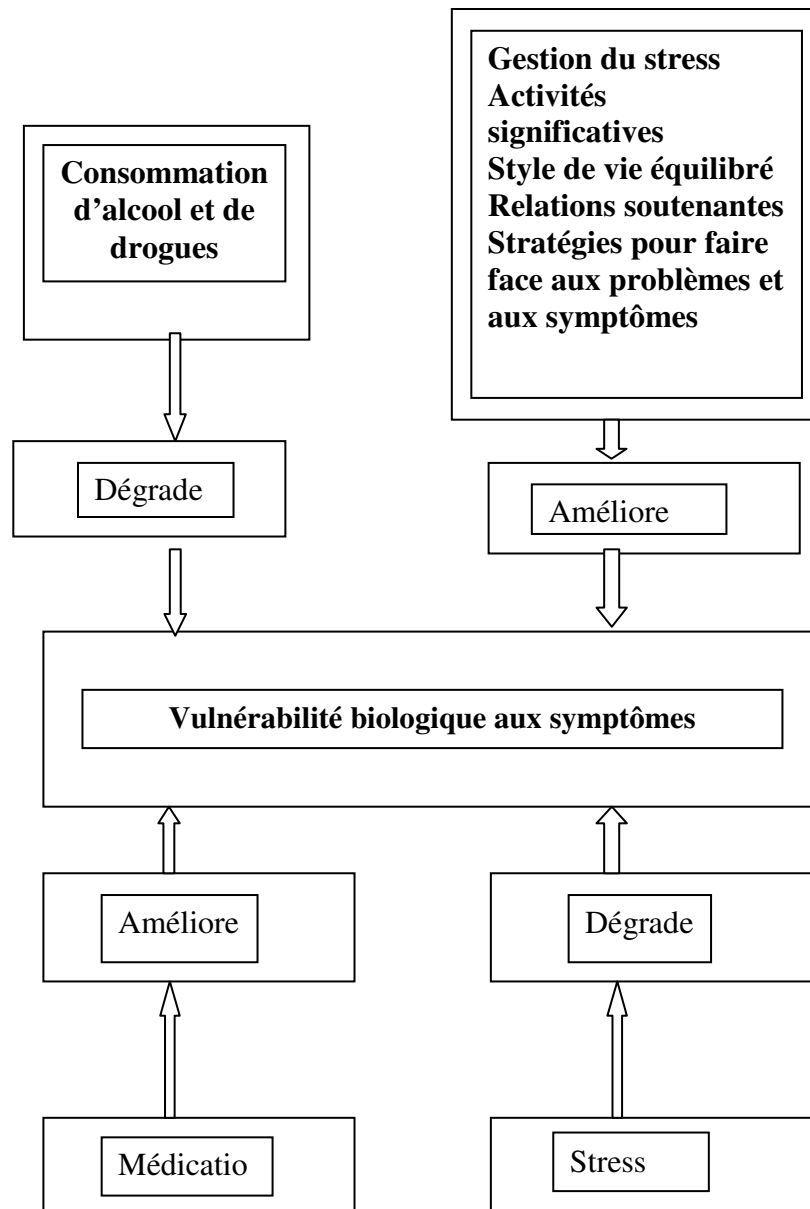 Consommation
d'alcool et de
drogues
Gestion du stress
Activités
significatives
Style de vie équilibré
Relations soutenantes
Stratégies pour faire
face aux problèmes et
aux symptômes
Dégrade
Améliore
Vulnérabilité biologique aux symptômes
Améliore
Dégrade
Médicatio
Stress